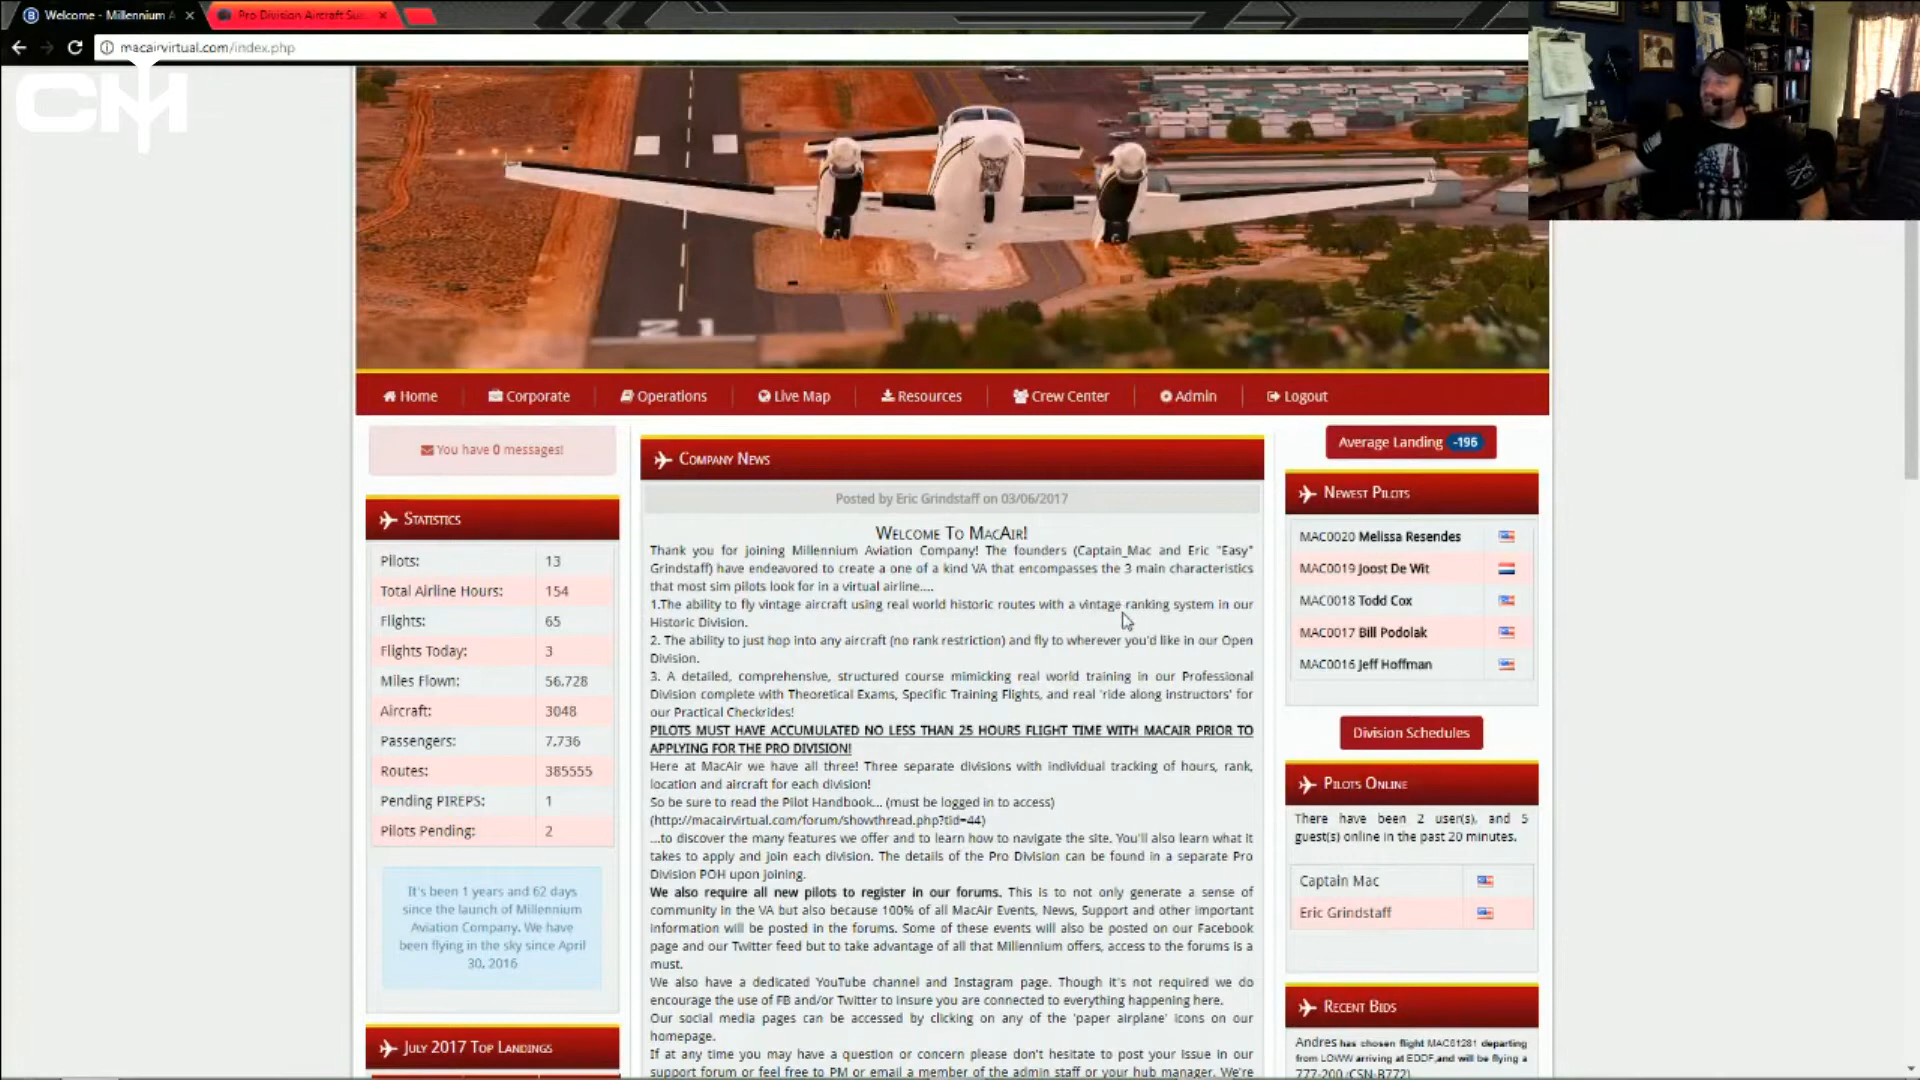 Welcome - Millennium A
Pro Division Aircraft Su
macairvirtual.com/index.php
CM
21
Home
Corporate
Operations
Live Map
Resources
Crew Center
Admin
Logout
You have 0 messages!
Statistics
Pilots: 13
Total Airline Hours: 154
Flights: 65
Flights Today: 3
Miles Flown: 56,728
Aircraft: 3048
Passengers: 7,736
Routes: 385555
Pending PIREPS: 1
Pilots Pending: 2
It's been 1 years and 62 days
since the launch of Millennium
Aviation Company. We have
been flying in the sky since April
30, 2016
July 2017 Top Landings
Company News
Posted by Eric Grindstaff on 03/06/2017
Welcome To MacAir!
Thank you for joining Millennium Aviation Company! The founders (Captain_Mac and Eric "Easy"
Grindstaff) have endeavored to create a one of a kind VA that encompasses the 3 main characteristics
that most sim pilots look for in a virtual airline....
1.The ability to fly vintage aircraft using real world historic routes with a vintage ranking system in our
Historic Division.
2. The ability to just hop into any aircraft (no rank restriction) and fly to wherever you'd like in our Open
Division.
3. A detailed, comprehensive, structured course mimicking real world training in our Professional
Division complete with Theoretical Exams, Specific Training Flights, and real 'ride along instructors' for
our Practical Checkrides!
PILOTS MUST HAVE ACCUMULATED NO LESS THAN 25 HOURS FLIGHT TIME WITH MACAIR PRIOR TO
APPLYING FOR THE PRO DIVISION!
Here at MacAir we have all three! Three separate divisions with individual tracking of hours, rank,
location and aircraft for each division!
So be sure to read the Pilot Handbook... (must be logged in to access)
(http://macairvirtual.com/forum/showthread.php?tid=44)
...to discover the many features we offer and to learn how to navigate the site. You'll also learn what it
takes to apply and join each division. The details of the Pro Division can be found in a separate Pro
Division POH upon joining.
We also require all new pilots to register in our forums. This is to not only generate a sense of
community in the VA but also because 100% of all MacAir Events, News, Support and other important
information will be posted in the forums. Some of these events will also be posted on our Facebook
page and our Twitter feed but to take advantage of all that Millennium offers, access to the forums is a
must.
We also have a dedicated YouTube channel and Instagram page. Though it's not required we do
encourage the use of FB and/or Twitter to insure you are connected to everything happening here.
Our social media pages can be accessed by clicking on any of the 'paper airplane' icons on our
homepage.
If at any time you may have a question or concern please don't hesitate to post your issue in our
support forum or feel free to PM or email a member of the admin staff or your hub manager. We're
Average Landing -196
Newest Pilots
MAC0020 Melissa Resendes
MAC0019 Joost De Wit
MAC0018 Todd Cox
MAC0017 Bill Podolak
MAC0016 Jeff Hoffman
Division Schedules
Pilots Online
There have been 2 user(s), and 5
guest(s) online in the past 20 minutes.
Captain Mac
Eric Grindstaff
Recent Bids
Andres has chosen flight MAC01281 departing
from LOWW arriving at EDDF,and will be flying a
777-200 (CSN-B772)